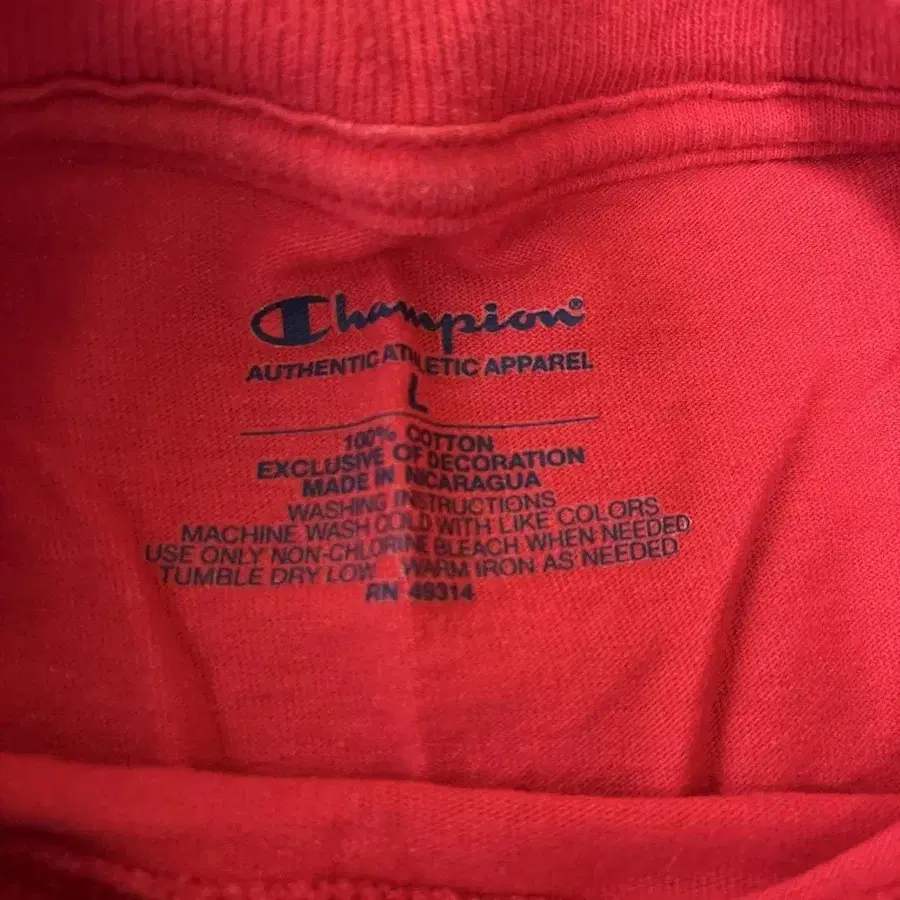 Champion®
AUTHENTIC ATHLETIC APPAREL
L
100% COTTON
EXCLUSIVE OF DECORATION
MADE IN NICARAGUA
WASHING INSTRUCTIONS
MACHINE WASH COLD WITH LIKE COLORS
USE ONLY NON-CHLORINE BLEACH WHEN NEEDED
TUMBLE DRY LOW WARM IRON AS NEEDED
RN 49314